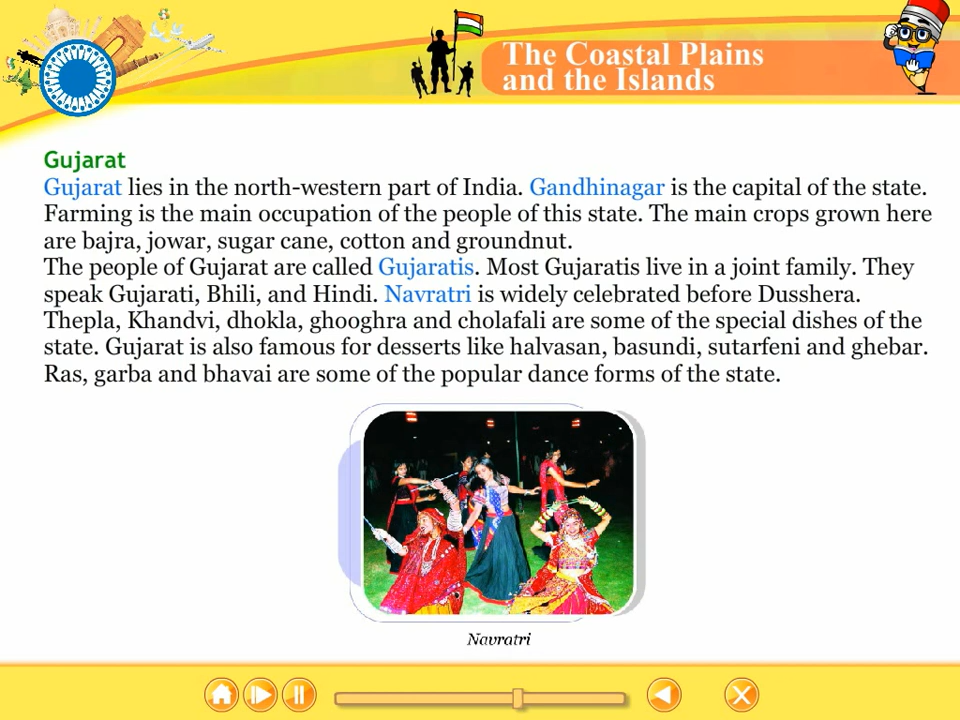 The Coastal Plains
and the Islands
Gujarat
Gujarat lies in the north-western part of India. Gandhinagar is the capital of the state.
Farming is the main occupation of the people of this state. The main crops grown here
are bajra, jowar, sugar cane, cotton and groundnut.
The people of Gujarat are called Gujaratis. Most Gujaratis live in a joint family. They
speak Gujarati, Bhili, and Hindi. Navratri is widely celebrated before Dusshera.
Thepla, Khandvi, dhokla, ghooghra and cholafali are some of the special dishes of the
state. Gujarat is also famous for desserts like halvasan, basundi, sutarfeni and ghebar.
Ras, garba and bhavai are some of the popular dance forms of the state.
Navratri